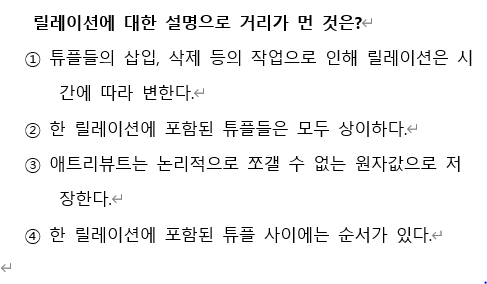 릴레이션에 대한 설명으로 거리가 먼 것은?
① 튜플들의 삽입, 삭제 등의 작업으로 인해 릴레이션은 시
간에 따라 변한다.
② 한 릴레이션에 포함된 튜플들은 모두 상이하다.
③ 애트리뷰트는 논리적으로 쪼갤 수 없는 원자값으로 저
장한다.
④ 한 릴레이션에 포함된 튜플 사이에는 순서가 있다.